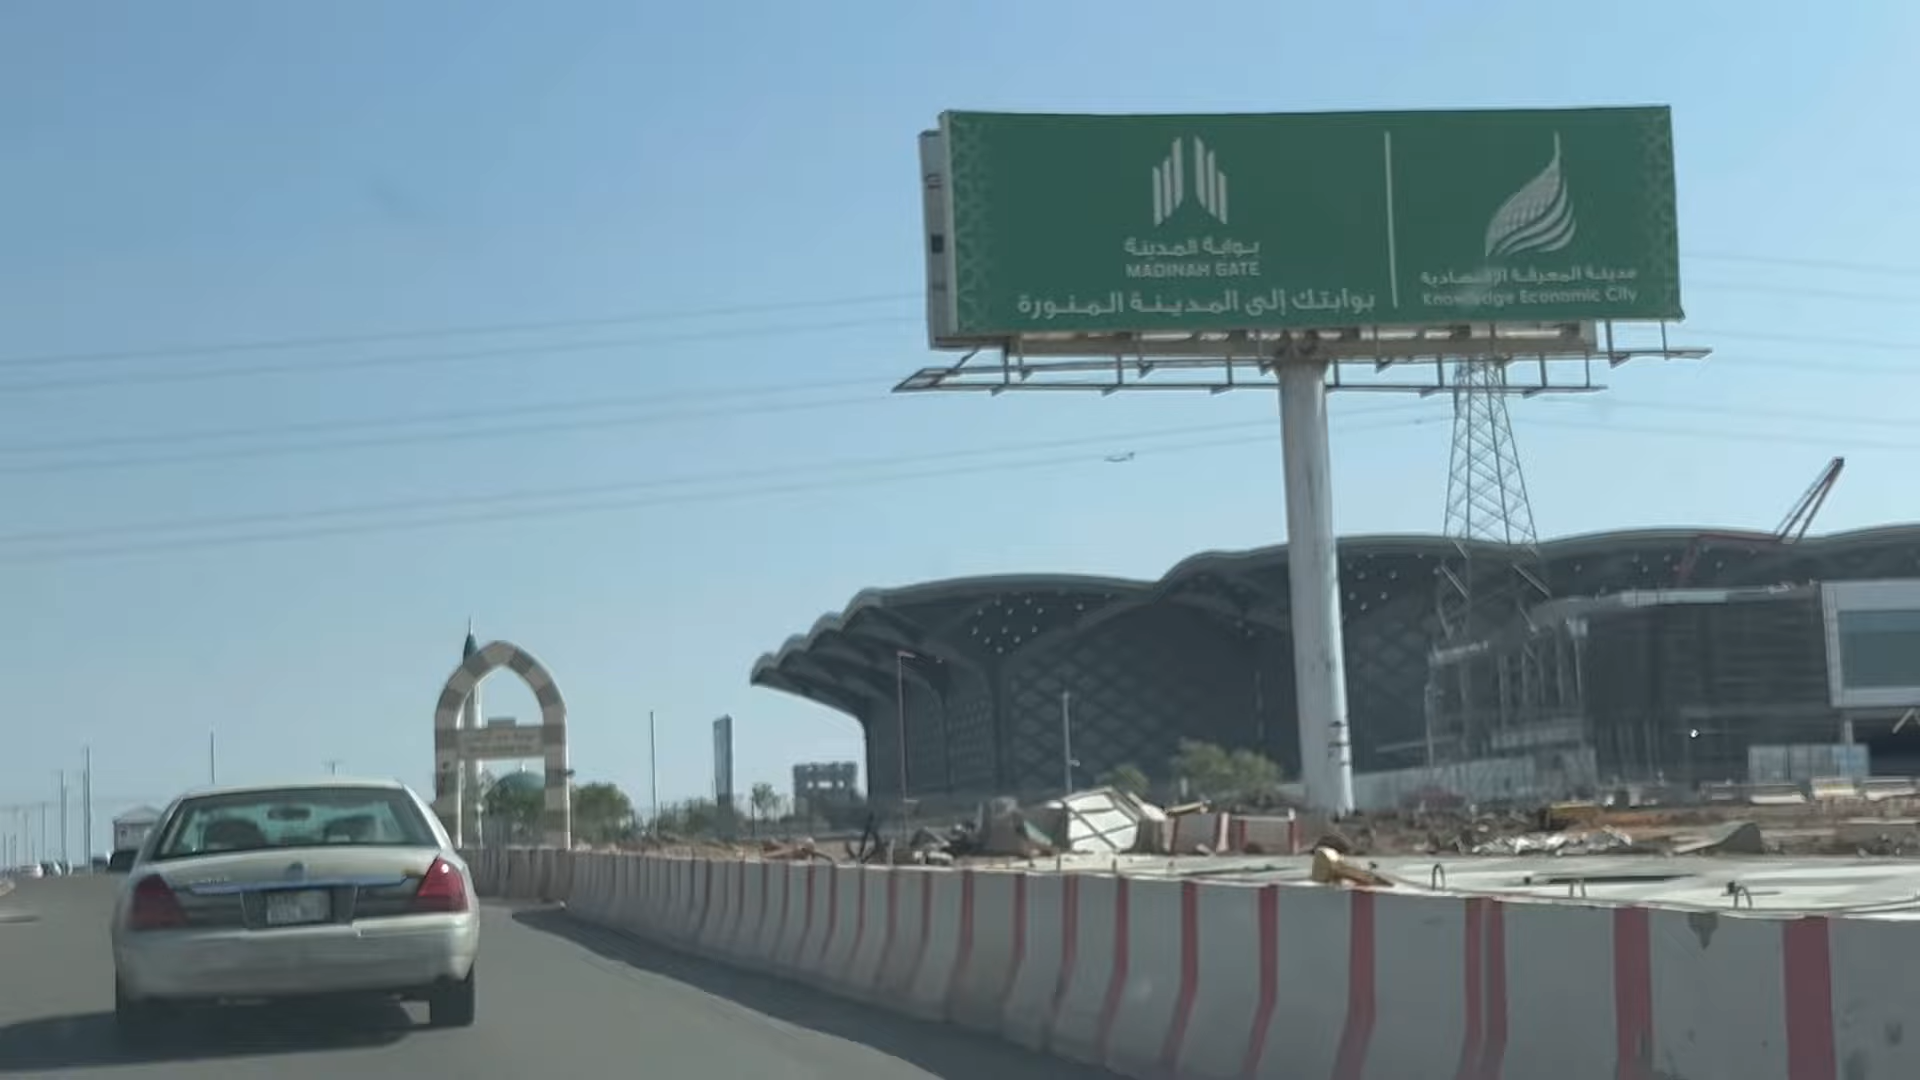 بوابة المدينة
MADINAH GATE
بوابتك إلى المدينة المنورة
مدينة المعرفة الاقتصادية
Knowledge Economic City